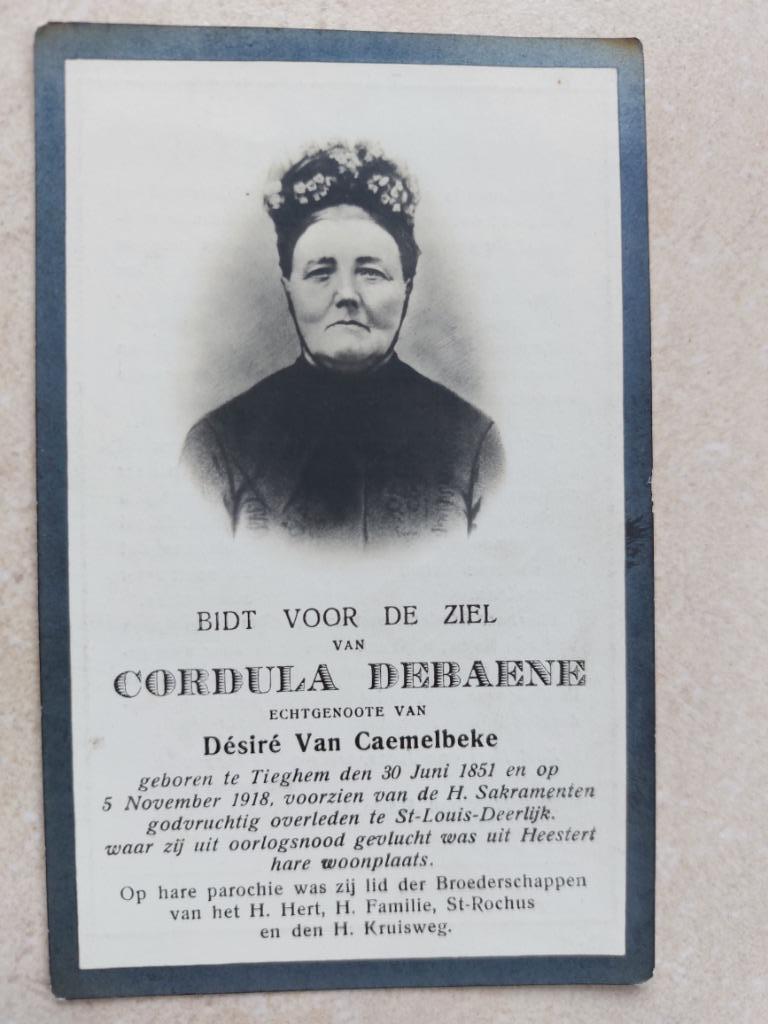 BIDT VOOR DE ZIEL
VAN
CORDULA DEBAENE
ECHTGENOOTE VAN
Désiré Van Caemelbeke
geboren te Tieghem den 30 Juni 1851 en op
5 November 1918, voorzien van de H. Sakramenten
godvruchtig overleden te St-Louis-Deerlijk.
waar zij uit oorlogsnood gevlucht was uit Heestert
hare woonplaats.
Op hare parochie was zij lid der Broederschappen
van het H. Hert, H. Familie, St-Rochus
en den H. Kruisweg.